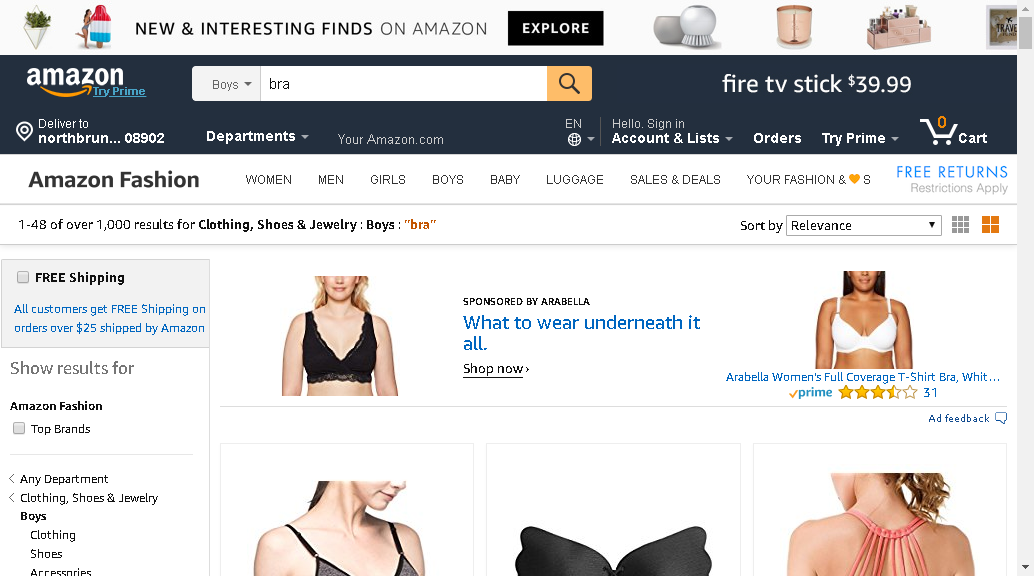 NEW & INTERESTING FINDS ON AMAZON EXPLORE
TRAVEL
amazon
Try Prime
Boys
bra
fire tv stick $39.99
Deliver to
northbrun... 08902
Departments
Your Amazon.com
EN
Hello. Sign in
Account & Lists
Orders
Try Prime
0
Cart
Amazon Fashion
WOMEN MEN GIRLS BOYS BABY LUGGAGE SALES & DEALS YOUR FASHION & 🧡 S
FREE RETURNS
Restrictions Apply
1-48 of over 1,000 results for Clothing, Shoes & Jewelry : Boys : "bra"
Sort by Relevance
FREE Shipping
All customers get FREE Shipping on
orders over $25 shipped by Amazon
Show results for
Amazon Fashion
Top Brands
Any Department
Clothing, Shoes & Jewelry
Boys
Clothing
Shoes
Accessories
SPONSORED BY ARABELLA
What to wear underneath it
all.
Shop now ›
Arabella Women's Full Coverage T-Shirt Bra, Whit...
prime 31
Ad feedback